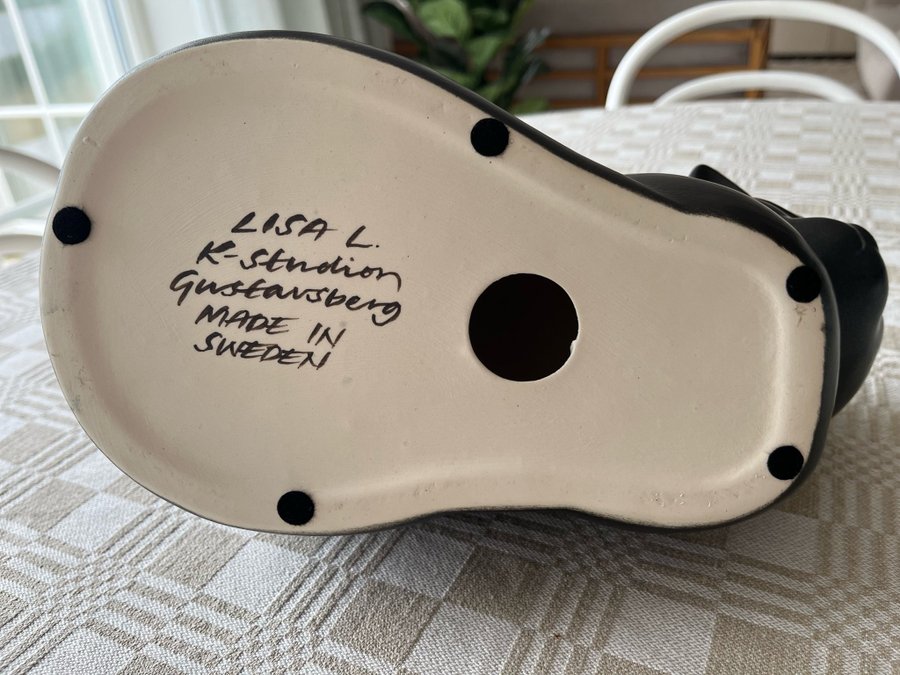 LISA L.
K-Studion
Gustavsberg
MADE IN
SWEDEN